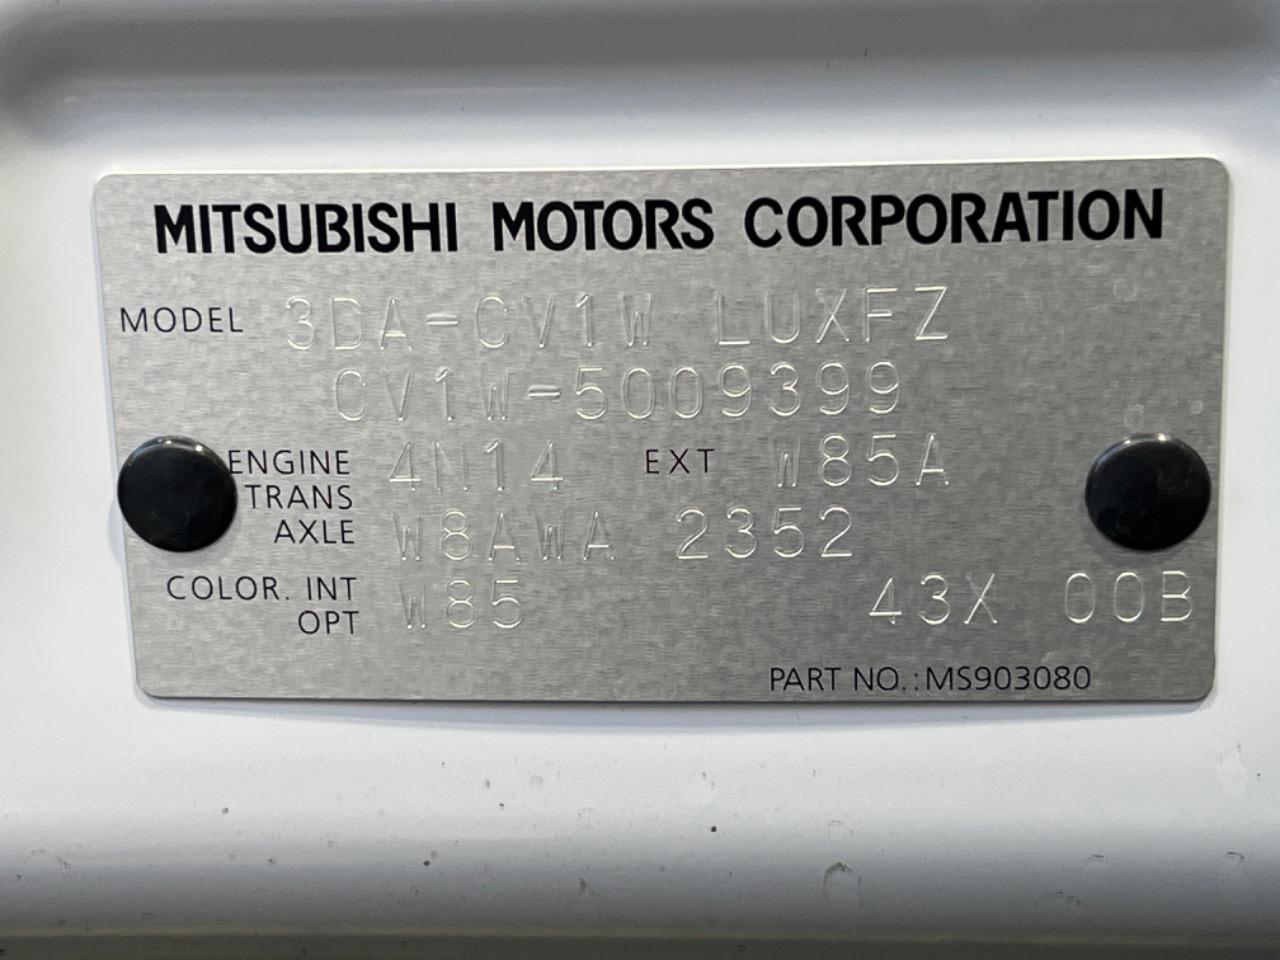 MITSUBISHI MOTORS CORPORATION
MODEL 3DA-CV1W LUXFZ
CV1W-5009399
ENGINE 4N14 EXT W85A
TRANS
AXLE W8AWA 2352
COLOR. INT W85 43X 00B
OPT
PART NO.:MS903080